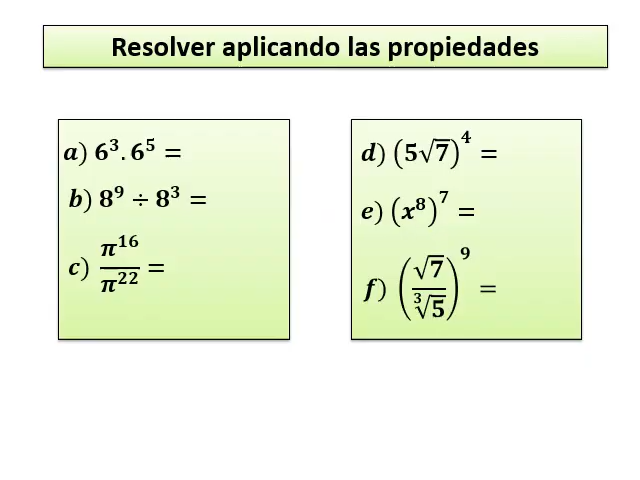 Resolver aplicando las propiedades
a) 6³ . 6⁵ =
b) 8⁹ ÷ 8³ =
c) π¹⁶/π²² =
d) (5√7)⁴ =
e) (x⁸)⁷ =
f) (√7/∛5)⁹ =